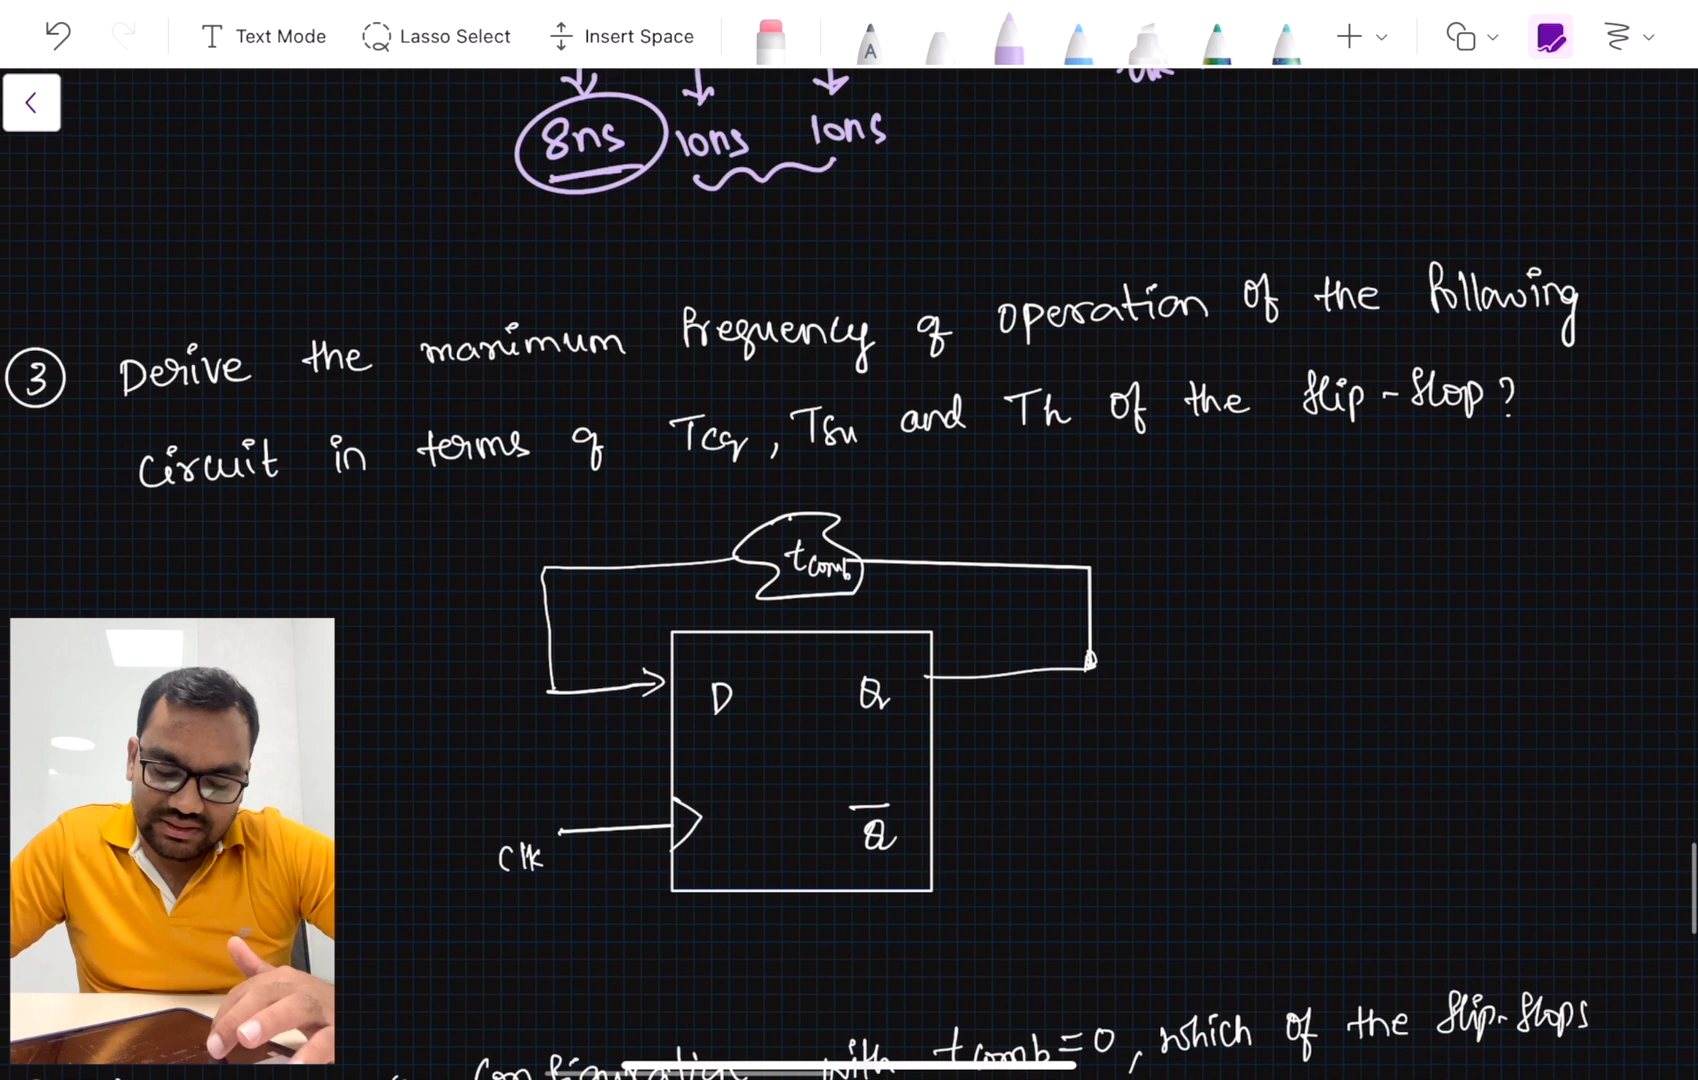 Text Mode Lasso Select Insert Space A
8ns 10ns 10ns
3 Derive the maximum frequency of operation of the following
circuit in terms of Tcq, Tsu and Th of the flip-flop?
tcomb
D Q
Clk Q̅
configuration with tcomb=0, which of the flip-flops